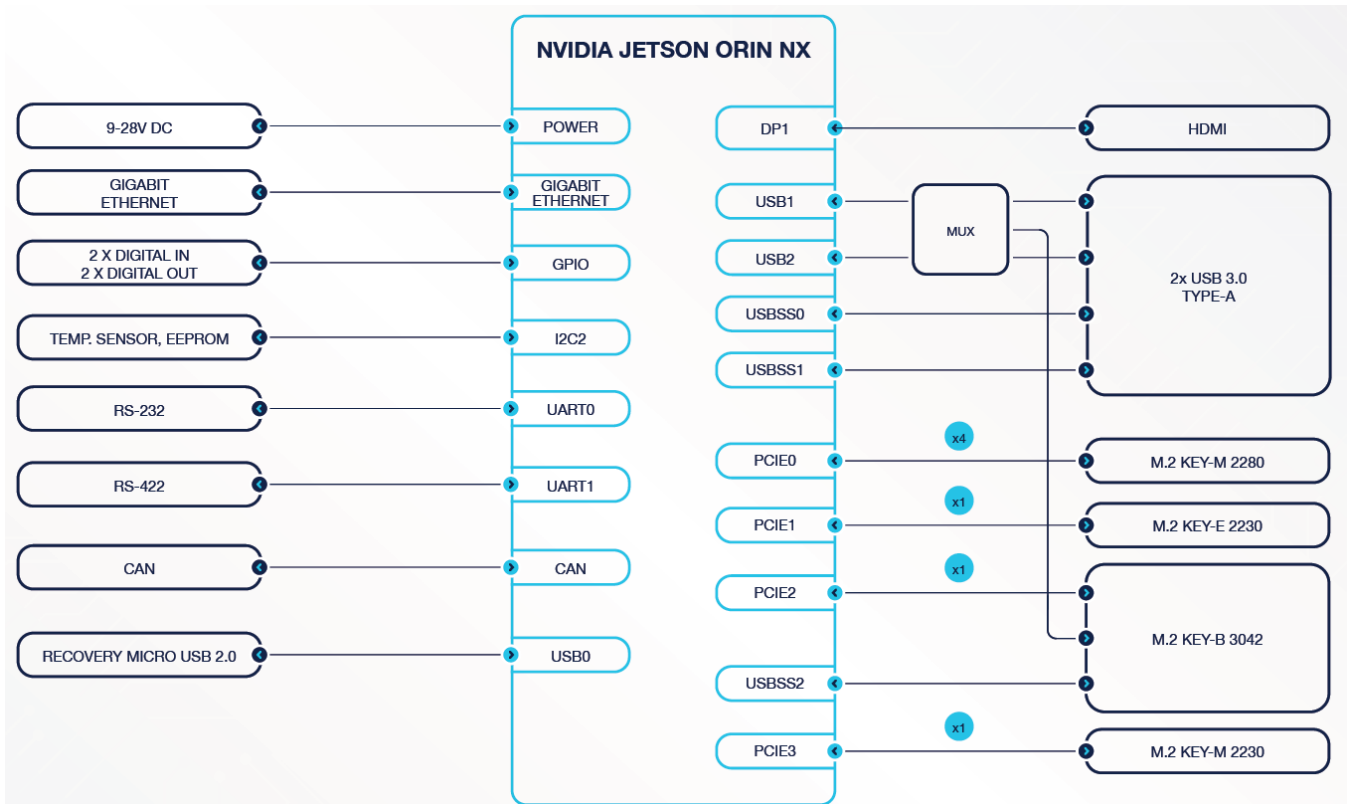 NVIDIA JETSON ORIN NX
9-28V DC
POWER
GIGABIT
ETHERNET
GIGABIT
ETHERNET
2 X DIGITAL IN
2 X DIGITAL OUT
GPIO
TEMP. SENSOR, EEPROM
I2C2
RS-232
UART0
RS-422
UART1
CAN
CAN
RECOVERY MICRO USB 2.0
USB0
DP1
HDMI
USB1
MUX
USB2
2x USB 3.0
TYPE-A
USBSS0
USBSS1
x4
PCIE0
M.2 KEY-M 2280
x1
PCIE1
M.2 KEY-E 2230
x1
PCIE2
M.2 KEY-B 3042
USBSS2
x1
PCIE3
M.2 KEY-M 2230